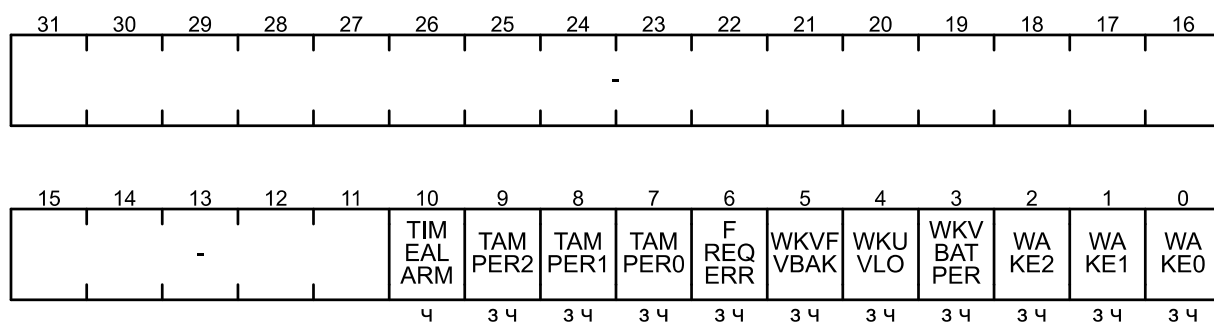 31 30 29 28 27 26 25 24 23 22 21 20 19 18 17 16
-
15 14 13 12 11 10 9 8 7 6 5 4 3 2 1 0
-
TIM
EAL
ARM
TAM
PER2
TAM
PER1
TAM
PER0
F
REQ
ERR
WKVF
VBAK
WKU
VLO
WKV
BAT
PER
WA
KE2
WA
KE1
WA
KE0
ч з ч з ч з ч з ч з ч з ч з ч з ч з ч з ч